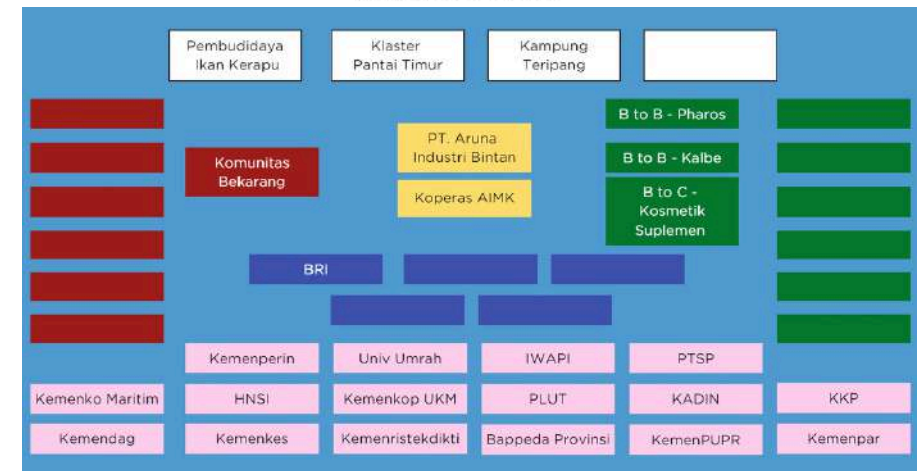 Pembudidaya
Ikan Kerapu
Klaster
Pantai Timur
Kampung
Teripang
B to B - Pharos
PT. Aruna
Industri Bintan
Komunitas
Bekarang
B to B - Kalbe
Koperas AIMK
B to C -
Kosmetik
Suplemen
BRI
Kemenperin
Univ Umrah
IWAPI
PTSP
Kemenko Maritim
HNSI
Kemenkop UKM
PLUT
KADIN
KKP
Kemendag
Kemenkes
Kemenristekdikti
Bappeda Provinsi
KemenPUPR
Kemenpar